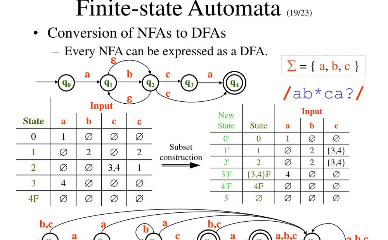 Finite-state Automata (19/23)
• Conversion of NFAs to DFAs
– Every NFA can be expressed as a DFA.
∑ = { a, b, c }
/ab*ca?/
ε
a b c a
q₀ q₁ q₂ q₃ q₄
ε ε
Input
State a b c ε
0 1 ∅ ∅ ∅
1 ∅ 2 ∅ 2
2 ∅ ∅ 3,4 1
3 4 ∅ ∅ ∅
4F ∅ ∅ ∅ ∅
Subset
construction
Input
New
State State a b c
0' 0 1 ∅ ∅
1' 1 ∅ 2 {3,4}
2' 2 ∅ 2 {3,4}
3'F {3,4}F 4 ∅ ∅
4'F 4F ∅ ∅ ∅
5 ∅ ∅ ∅ ∅
b,c a a b,c
a b c a a,b,c a,b,c